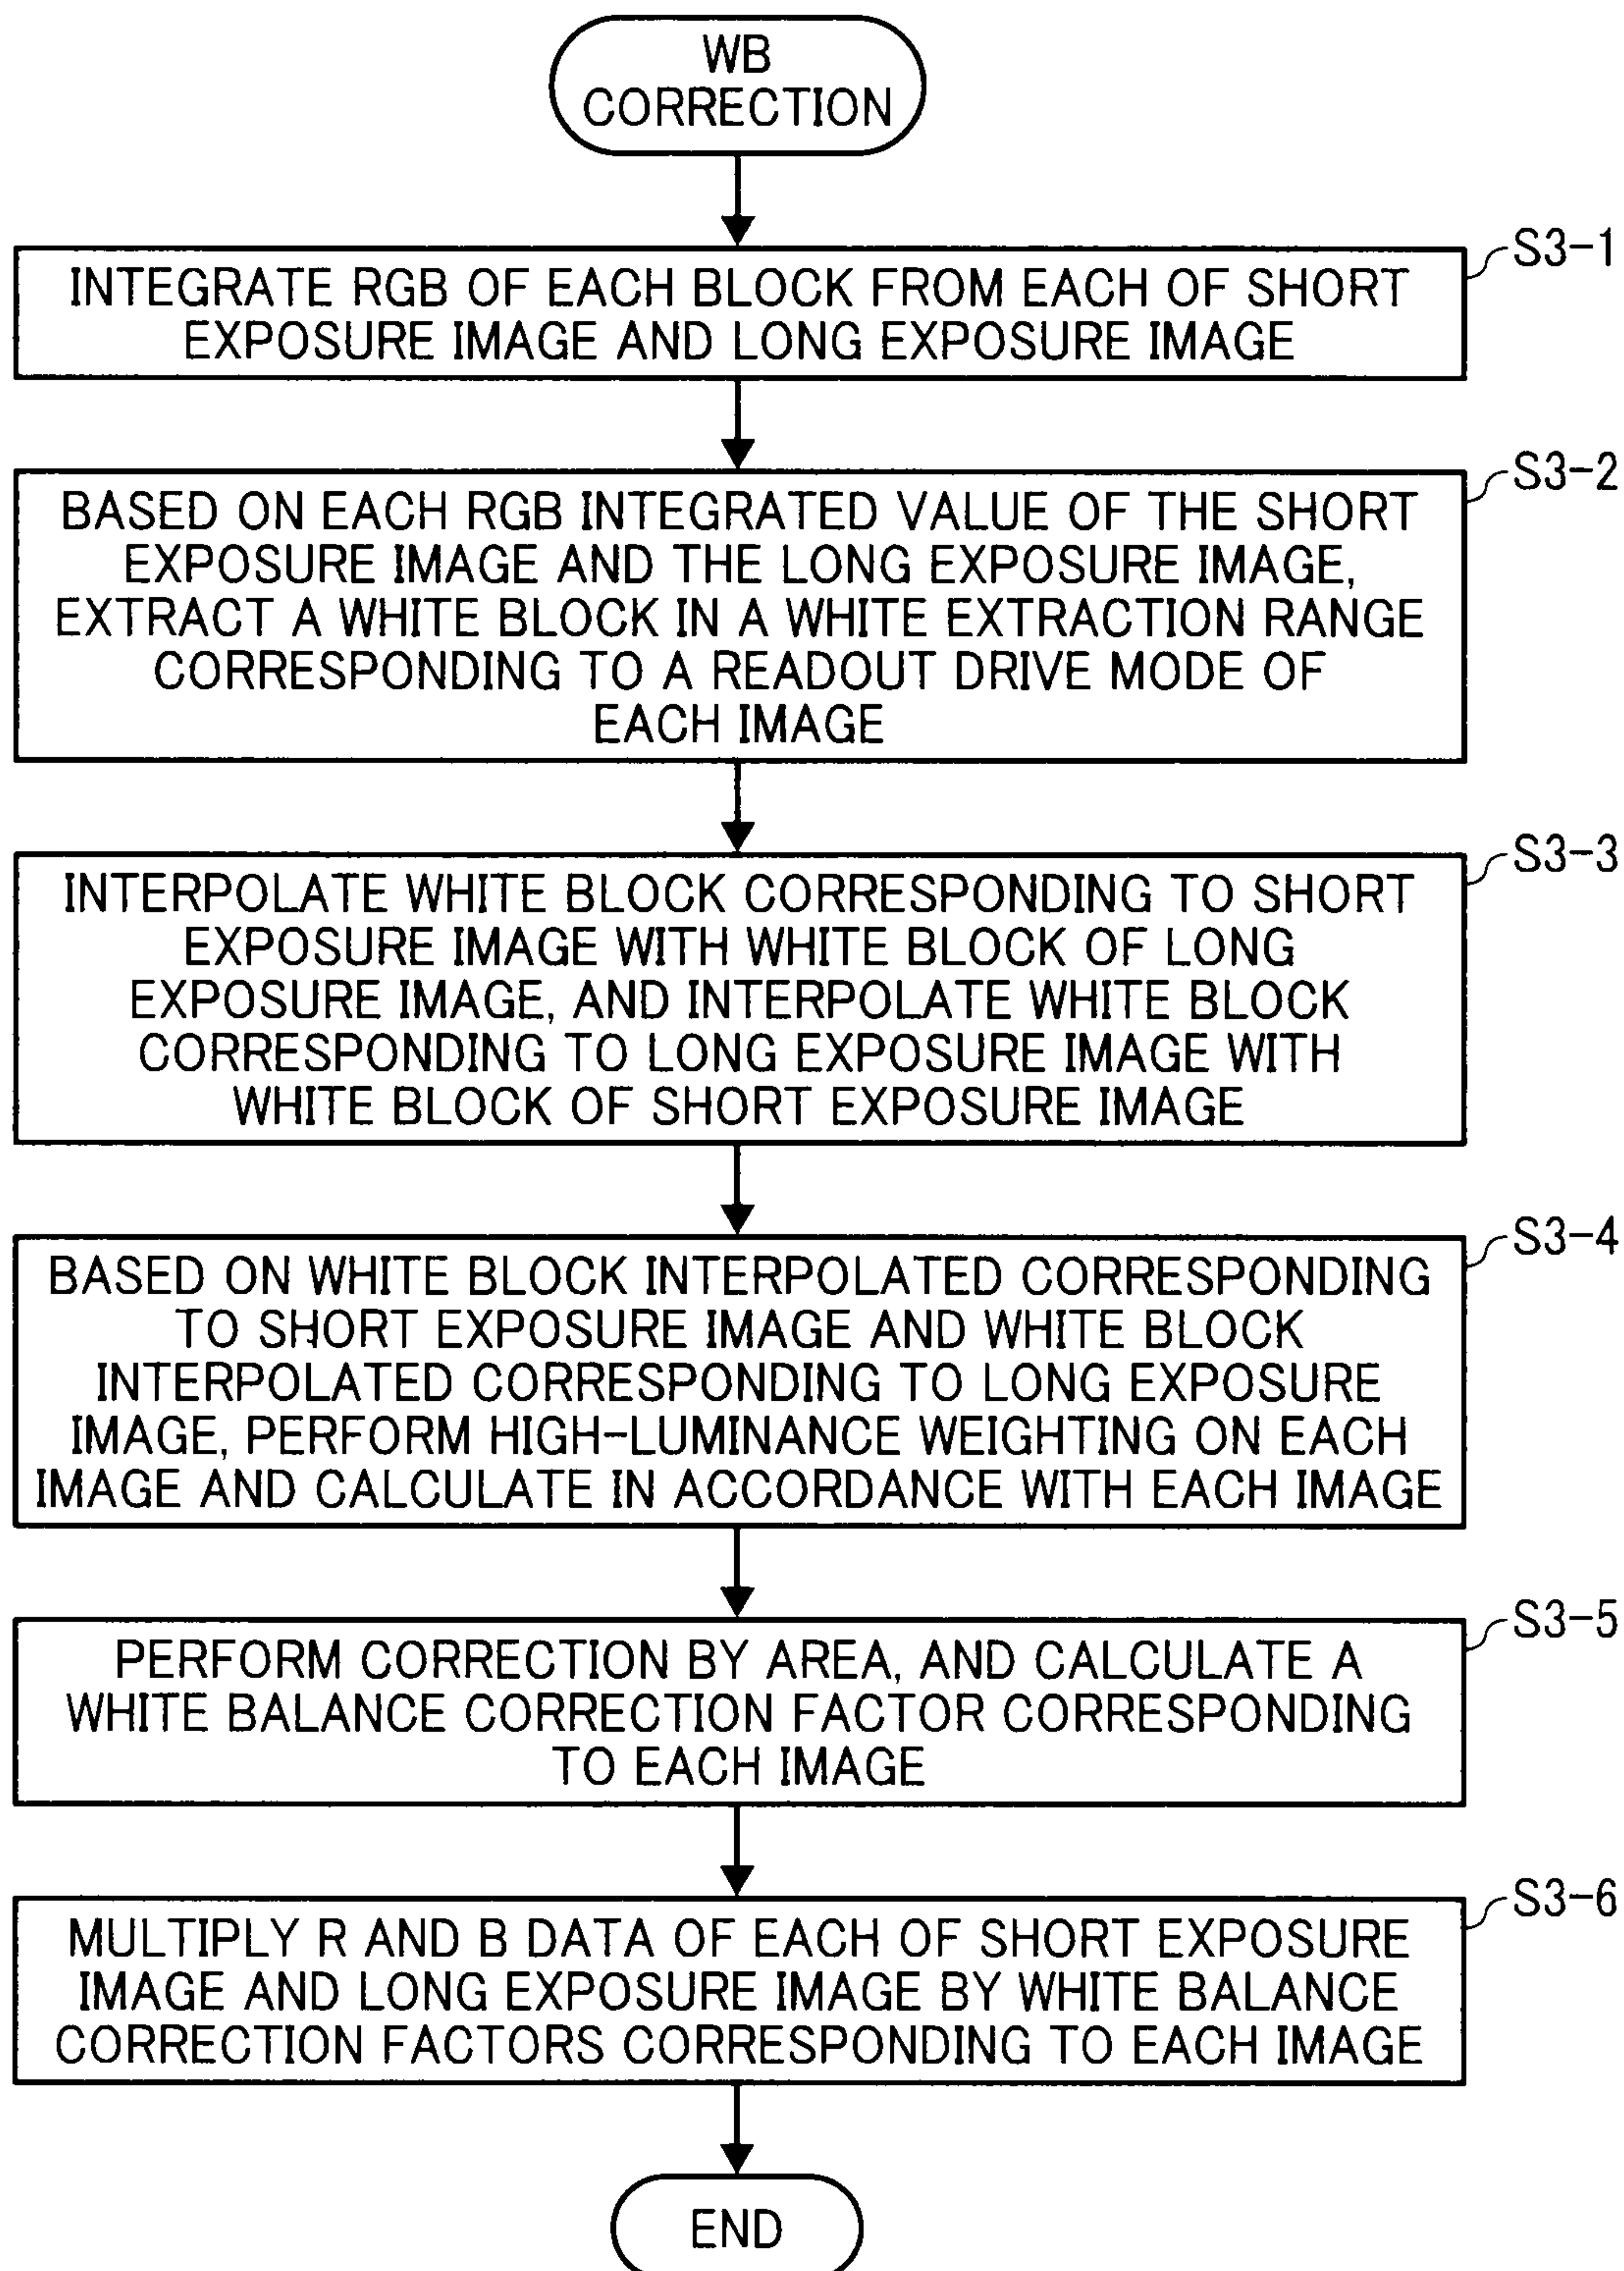 WB
CORRECTION
S3-1
INTEGRATE RGB OF EACH BLOCK FROM EACH OF SHORT
EXPOSURE IMAGE AND LONG EXPOSURE IMAGE
S3-2
BASED ON EACH RGB INTEGRATED VALUE OF THE SHORT
EXPOSURE IMAGE AND THE LONG EXPOSURE IMAGE,
EXTRACT A WHITE BLOCK IN A WHITE EXTRACTION RANGE
CORRESPONDING TO A READOUT DRIVE MODE OF
EACH IMAGE
S3-3
INTERPOLATE WHITE BLOCK CORRESPONDING TO SHORT
EXPOSURE IMAGE WITH WHITE BLOCK OF LONG
EXPOSURE IMAGE, AND INTERPOLATE WHITE BLOCK
CORRESPONDING TO LONG EXPOSURE IMAGE WITH
WHITE BLOCK OF SHORT EXPOSURE IMAGE
S3-4
BASED ON WHITE BLOCK INTERPOLATED CORRESPONDING
TO SHORT EXPOSURE IMAGE AND WHITE BLOCK
INTERPOLATED CORRESPONDING TO LONG EXPOSURE
IMAGE, PERFORM HIGH-LUMINANCE WEIGHTING ON EACH
IMAGE AND CALCULATE IN ACCORDANCE WITH EACH IMAGE
S3-5
PERFORM CORRECTION BY AREA, AND CALCULATE A
WHITE BALANCE CORRECTION FACTOR CORRESPONDING
TO EACH IMAGE
S3-6
MULTIPLY R AND B DATA OF EACH OF SHORT EXPOSURE
IMAGE AND LONG EXPOSURE IMAGE BY WHITE BALANCE
CORRECTION FACTORS CORRESPONDING TO EACH IMAGE
END